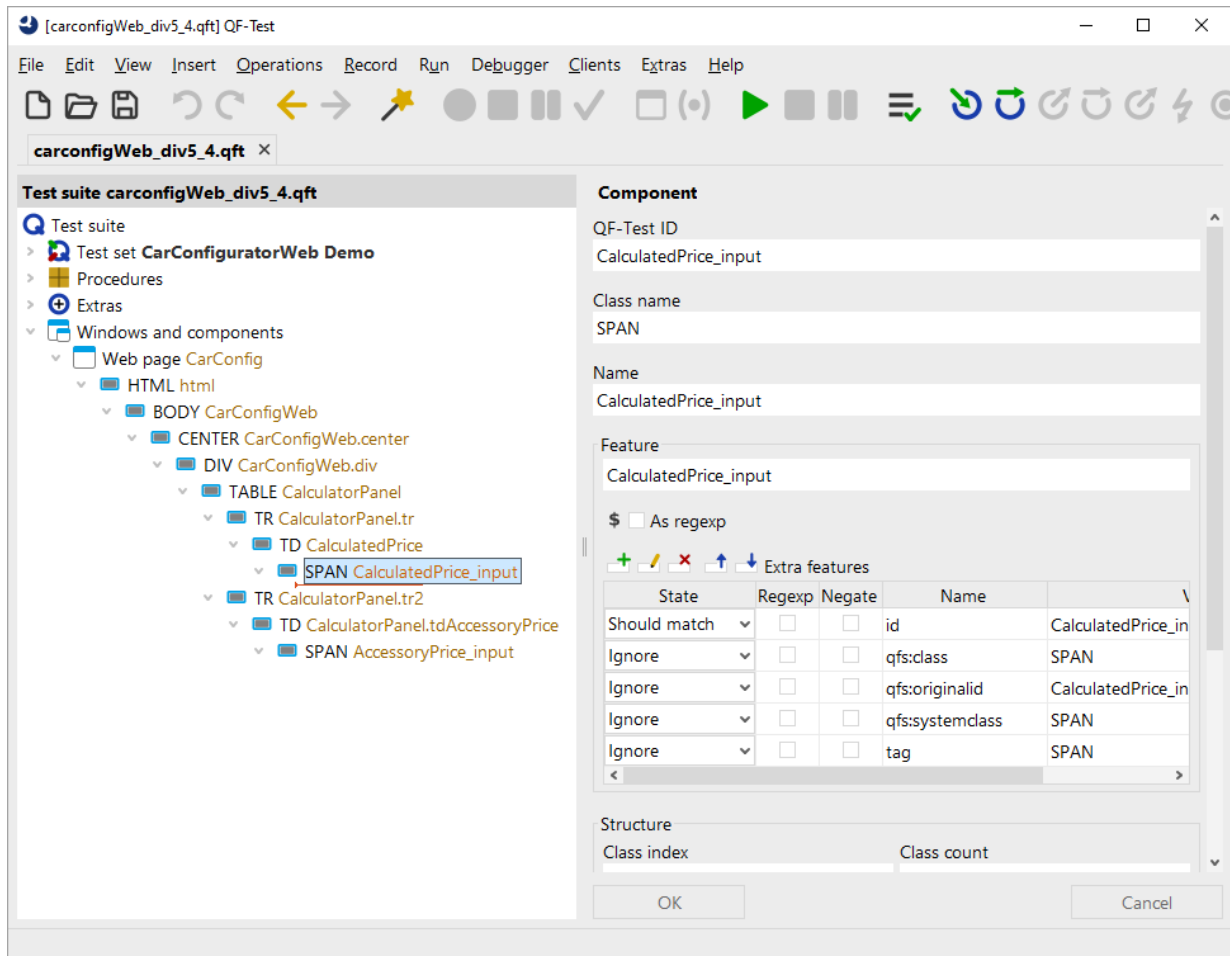 [carconfigWeb_div5_4.qft] QF-Test
File Edit View Insert Operations Record Run Debugger Clients Extras Help
carconfigWeb_div5_4.qft
Test suite carconfigWeb_div5_4.qft
Test suite
Test set CarConfiguratorWeb Demo
Procedures
Extras
Windows and components
Web page CarConfig
HTML html
BODY CarConfigWeb
CENTER CarConfigWeb.center
DIV CarConfigWeb.div
TABLE CalculatorPanel
TR CalculatorPanel.tr
TD CalculatedPrice
SPAN CalculatedPrice_input
TR CalculatorPanel.tr2
TD CalculatorPanel.tdAccessoryPrice
SPAN AccessoryPrice_input
Component
QF-Test ID
CalculatedPrice_input
Class name
SPAN
Name
CalculatedPrice_input
Feature
CalculatedPrice_input
$ As regexp
Extra features
State Regexp Negate Name V
Should match id CalculatedPrice_in
Ignore qfs:class SPAN
Ignore qfs:originalid CalculatedPrice_in
Ignore qfs:systemclass SPAN
Ignore tag SPAN
Structure
Class index Class count
OK Cancel